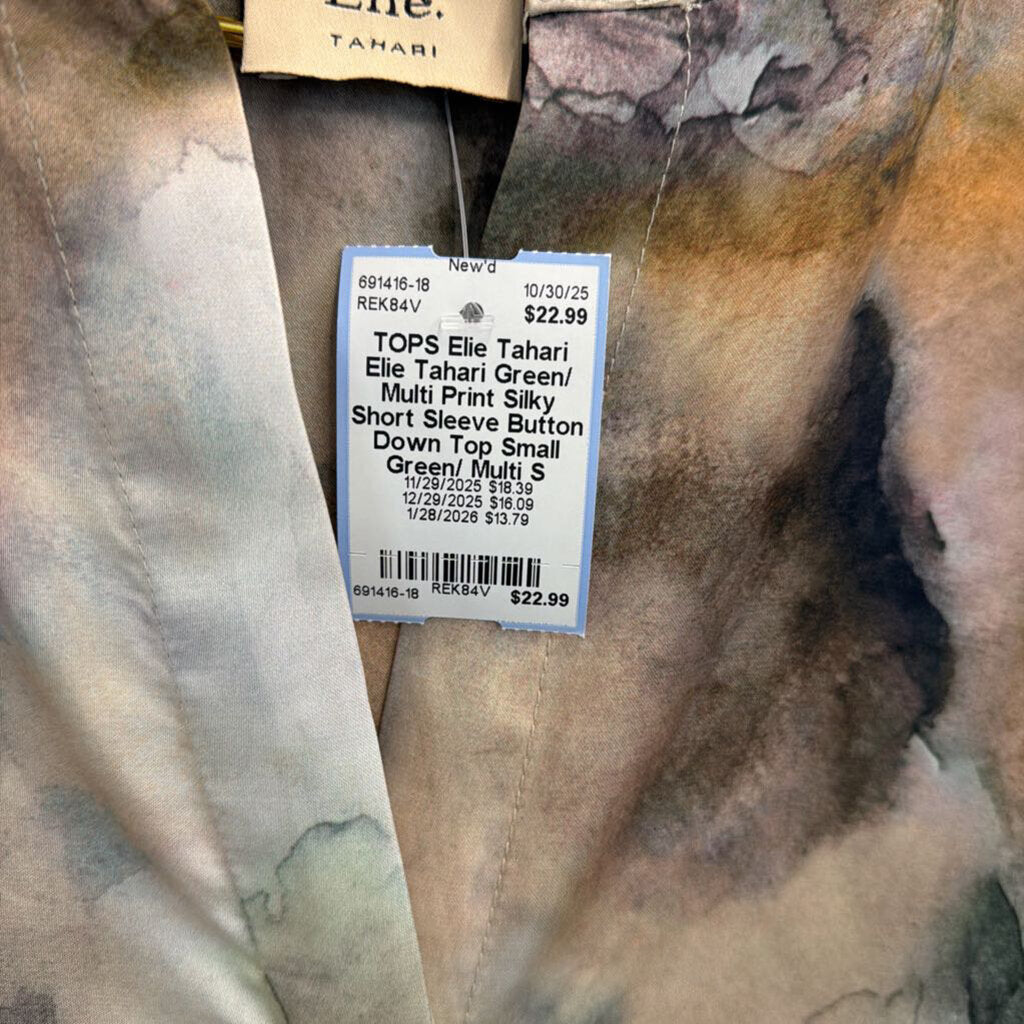 Elie.
TAHARI
New'd
691416-18 10/30/25
REK84V $22.99
TOPS Elie Tahari
Elie Tahari Green/
Multi Print Silky
Short Sleeve Button
Down Top Small
Green/ Multi S
11/29/2025 $18.39
12/29/2025 $16.09
1/28/2026 $13.79
691416-18 REK84V $22.99